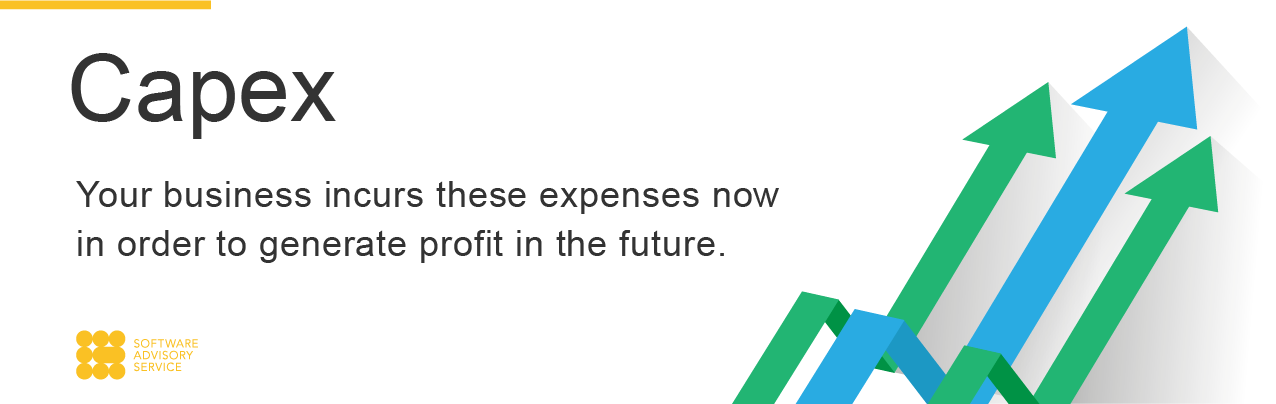 Capex
Your business incurs these expenses now
in order to generate profit in the future.
SOFTWARE
ADVISORY
SERVICE